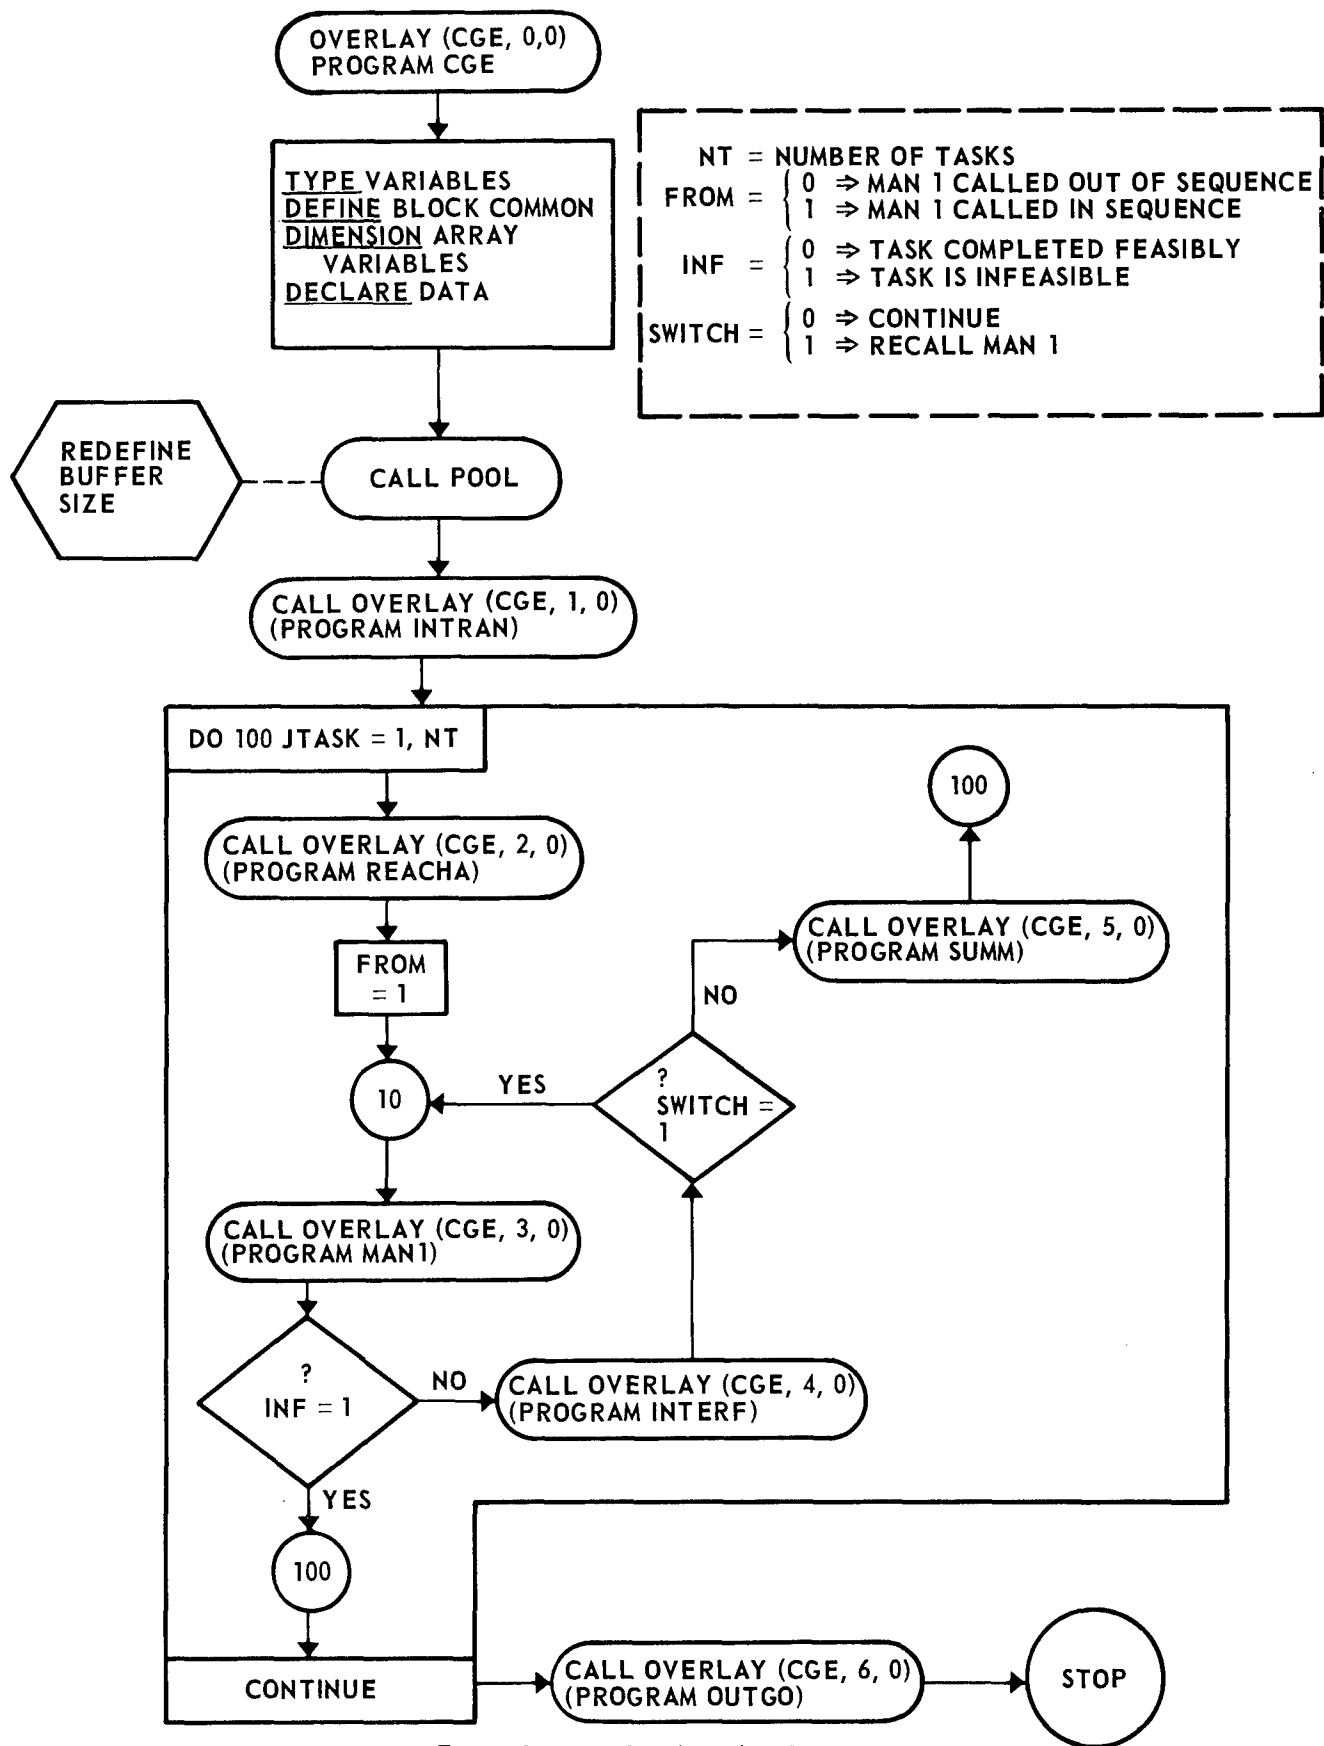 OVERLAY (CGE, 0,0)
PROGRAM CGE
TYPE VARIABLES
DEFINE BLOCK COMMON
DIMENSION ARRAY
VARIABLES
DECLARE DATA
NT = NUMBER OF TASKS
FROM = { 0 ⇒ MAN 1 CALLED OUT OF SEQUENCE
1 ⇒ MAN 1 CALLED IN SEQUENCE
INF = { 0 ⇒ TASK COMPLETED FEASIBLY
1 ⇒ TASK IS INFEASIBLE
SWITCH = { 0 ⇒ CONTINUE
1 ⇒ RECALL MAN 1
REDEFINE
BUFFER
SIZE
CALL POOL
CALL OVERLAY (CGE, 1, 0)
(PROGRAM INTRAN)
DO 100 JTASK = 1, NT
100
CALL OVERLAY (CGE, 2, 0)
(PROGRAM REACHA)
CALL OVERLAY (CGE, 5, 0)
(PROGRAM SUMM)
FROM
= 1
NO
10
YES
?
SWITCH =
1
CALL OVERLAY (CGE, 3, 0)
(PROGRAM MAN1)
?
INF = 1
NO
CALL OVERLAY (CGE, 4, 0)
(PROGRAM INTERF)
YES
100
CONTINUE
CALL OVERLAY (CGE, 6, 0)
(PROGRAM OUTGO)
STOP